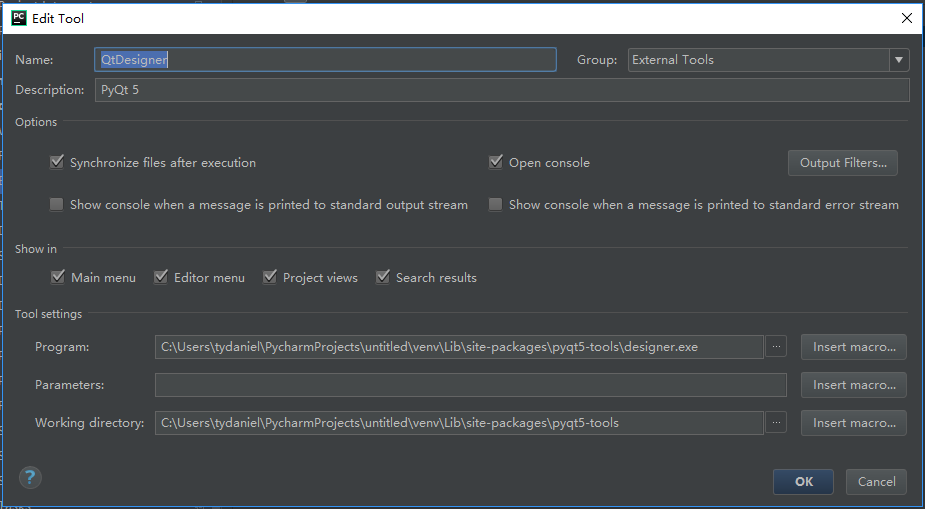 PC Edit Tool
Name: QtDesigner Group: External Tools
Description: PyQt 5
Options
Synchronize files after execution Open console Output Filters...
Show console when a message is printed to standard output stream Show console when a message is printed to standard error stream
Show in
Main menu Editor menu Project views Search results
Tool settings
Program: C:\Users\tydaniel\PycharmProjects\untitled\venv\Lib\site-packages\pyqt5-tools\designer.exe ... Insert macro...
Parameters: Insert macro...
Working directory: C:\Users\tydaniel\PycharmProjects\untitled\venv\Lib\site-packages\pyqt5-tools ... Insert macro...
? OK Cancel